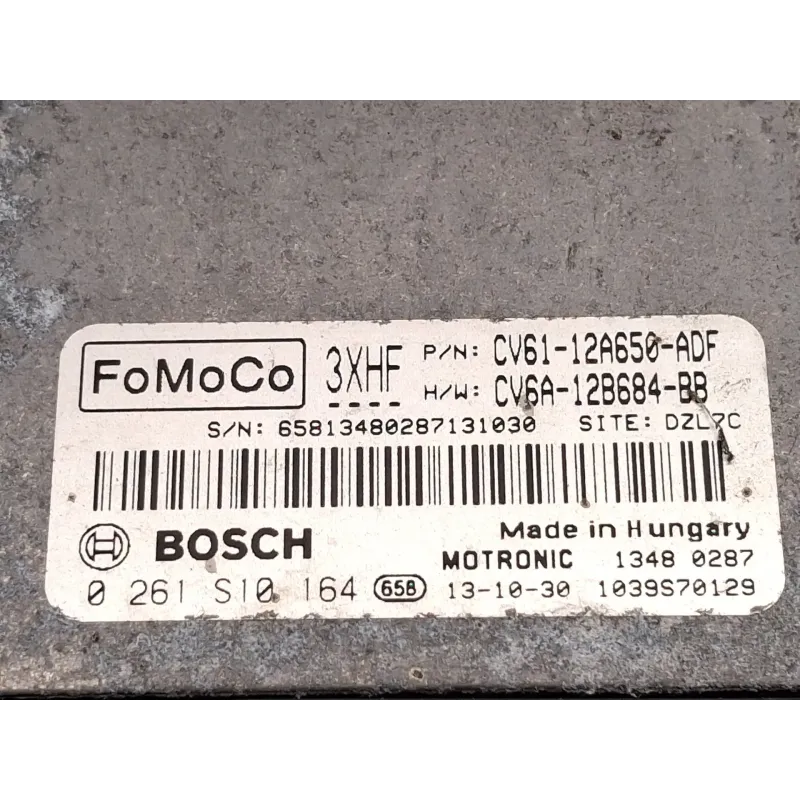 FoMoCo 3XHF P/N: CV61-12A650-ADF
H/W: CV6A-12B684-BB
S/N: 65813480287131030 SITE: DZL7C
BOSCH Made in Hungary
MOTRONIC 1348 0287
0 261 S10 164 658 13-10-30 1039S70129